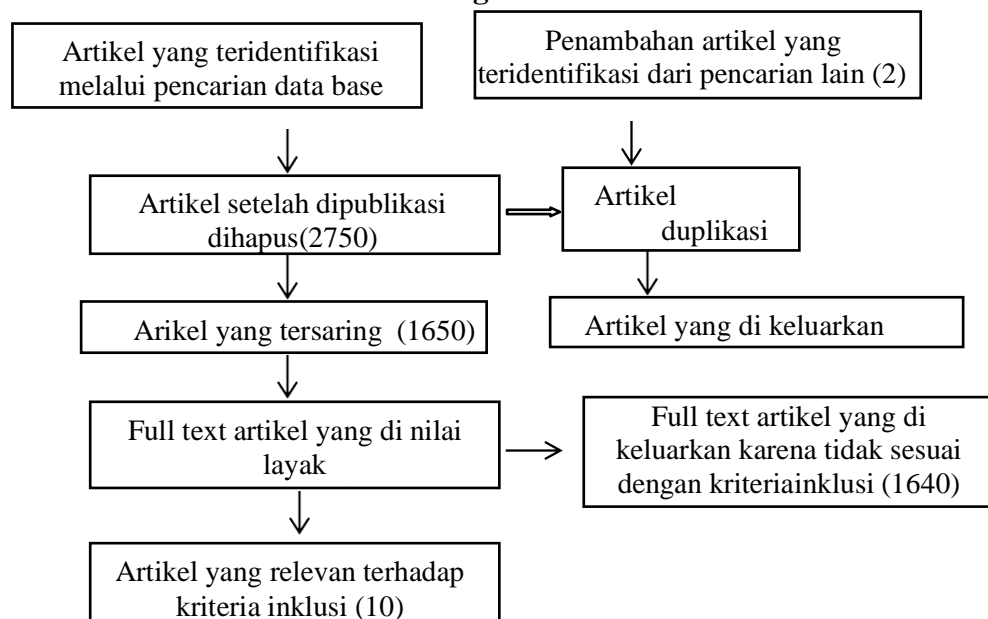 Artikel yang teridentifikasi
melalui pencarian data base
Penambahan artikel yang
teridentifikasi dari pencarian lain (2)
Artikel setelah dipublikasi
dihapus(2750)
Artikel
duplikasi
Arikel yang tersaring (1650)
Artikel yang di keluarkan
Full text artikel yang di nilai
layak
Full text artikel yang di
keluarkan karena tidak sesuai
dengan kriteriainklusi (1640)
Artikel yang relevan terhadap
kriteria inklusi (10)